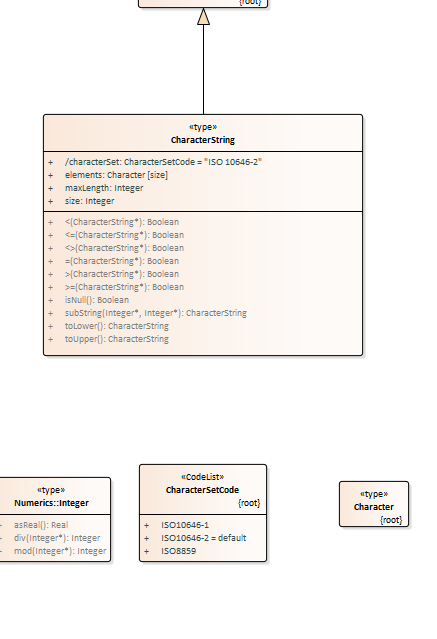 {root}
«type»
CharacterString
+ /characterSet: CharacterSetCode = "ISO 10646-2"
+ elements: Character [size]
+ maxLength: Integer
+ size: Integer
+ <(CharacterString*): Boolean
+ <=(CharacterString*): Boolean
+ <>(CharacterString*): Boolean
+ =(CharacterString*): Boolean
+ >(CharacterString*): Boolean
+ >=(CharacterString*): Boolean
+ isNull(): Boolean
+ subString(Integer*, Integer*): CharacterString
+ toLower(): CharacterString
+ toUpper(): CharacterString
«type»
Numerics::Integer
+ asReal(): Real
+ div(Integer*): Integer
+ mod(Integer*): Integer
«CodeList»
CharacterSetCode
{root}
+ ISO10646-1
+ ISO10646-2 = default
+ ISO8859
«type»
Character
{root}